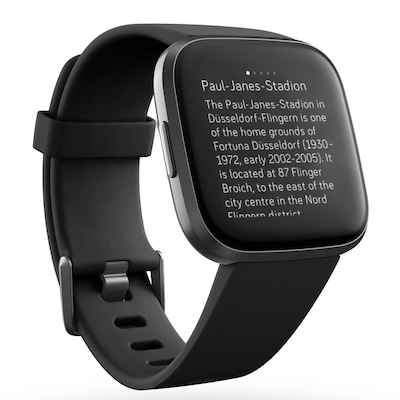 Paul-Janes-Stadion
The Paul-Janes-Stadion in
Düsseldorf-Flingern is one
of the home grounds of
Fortuna Düsseldorf (1930-
1972, early 2002-2005). It
is located at 87 Flinger
Broich, to the east of the
city centre in the Nord
Flingern district